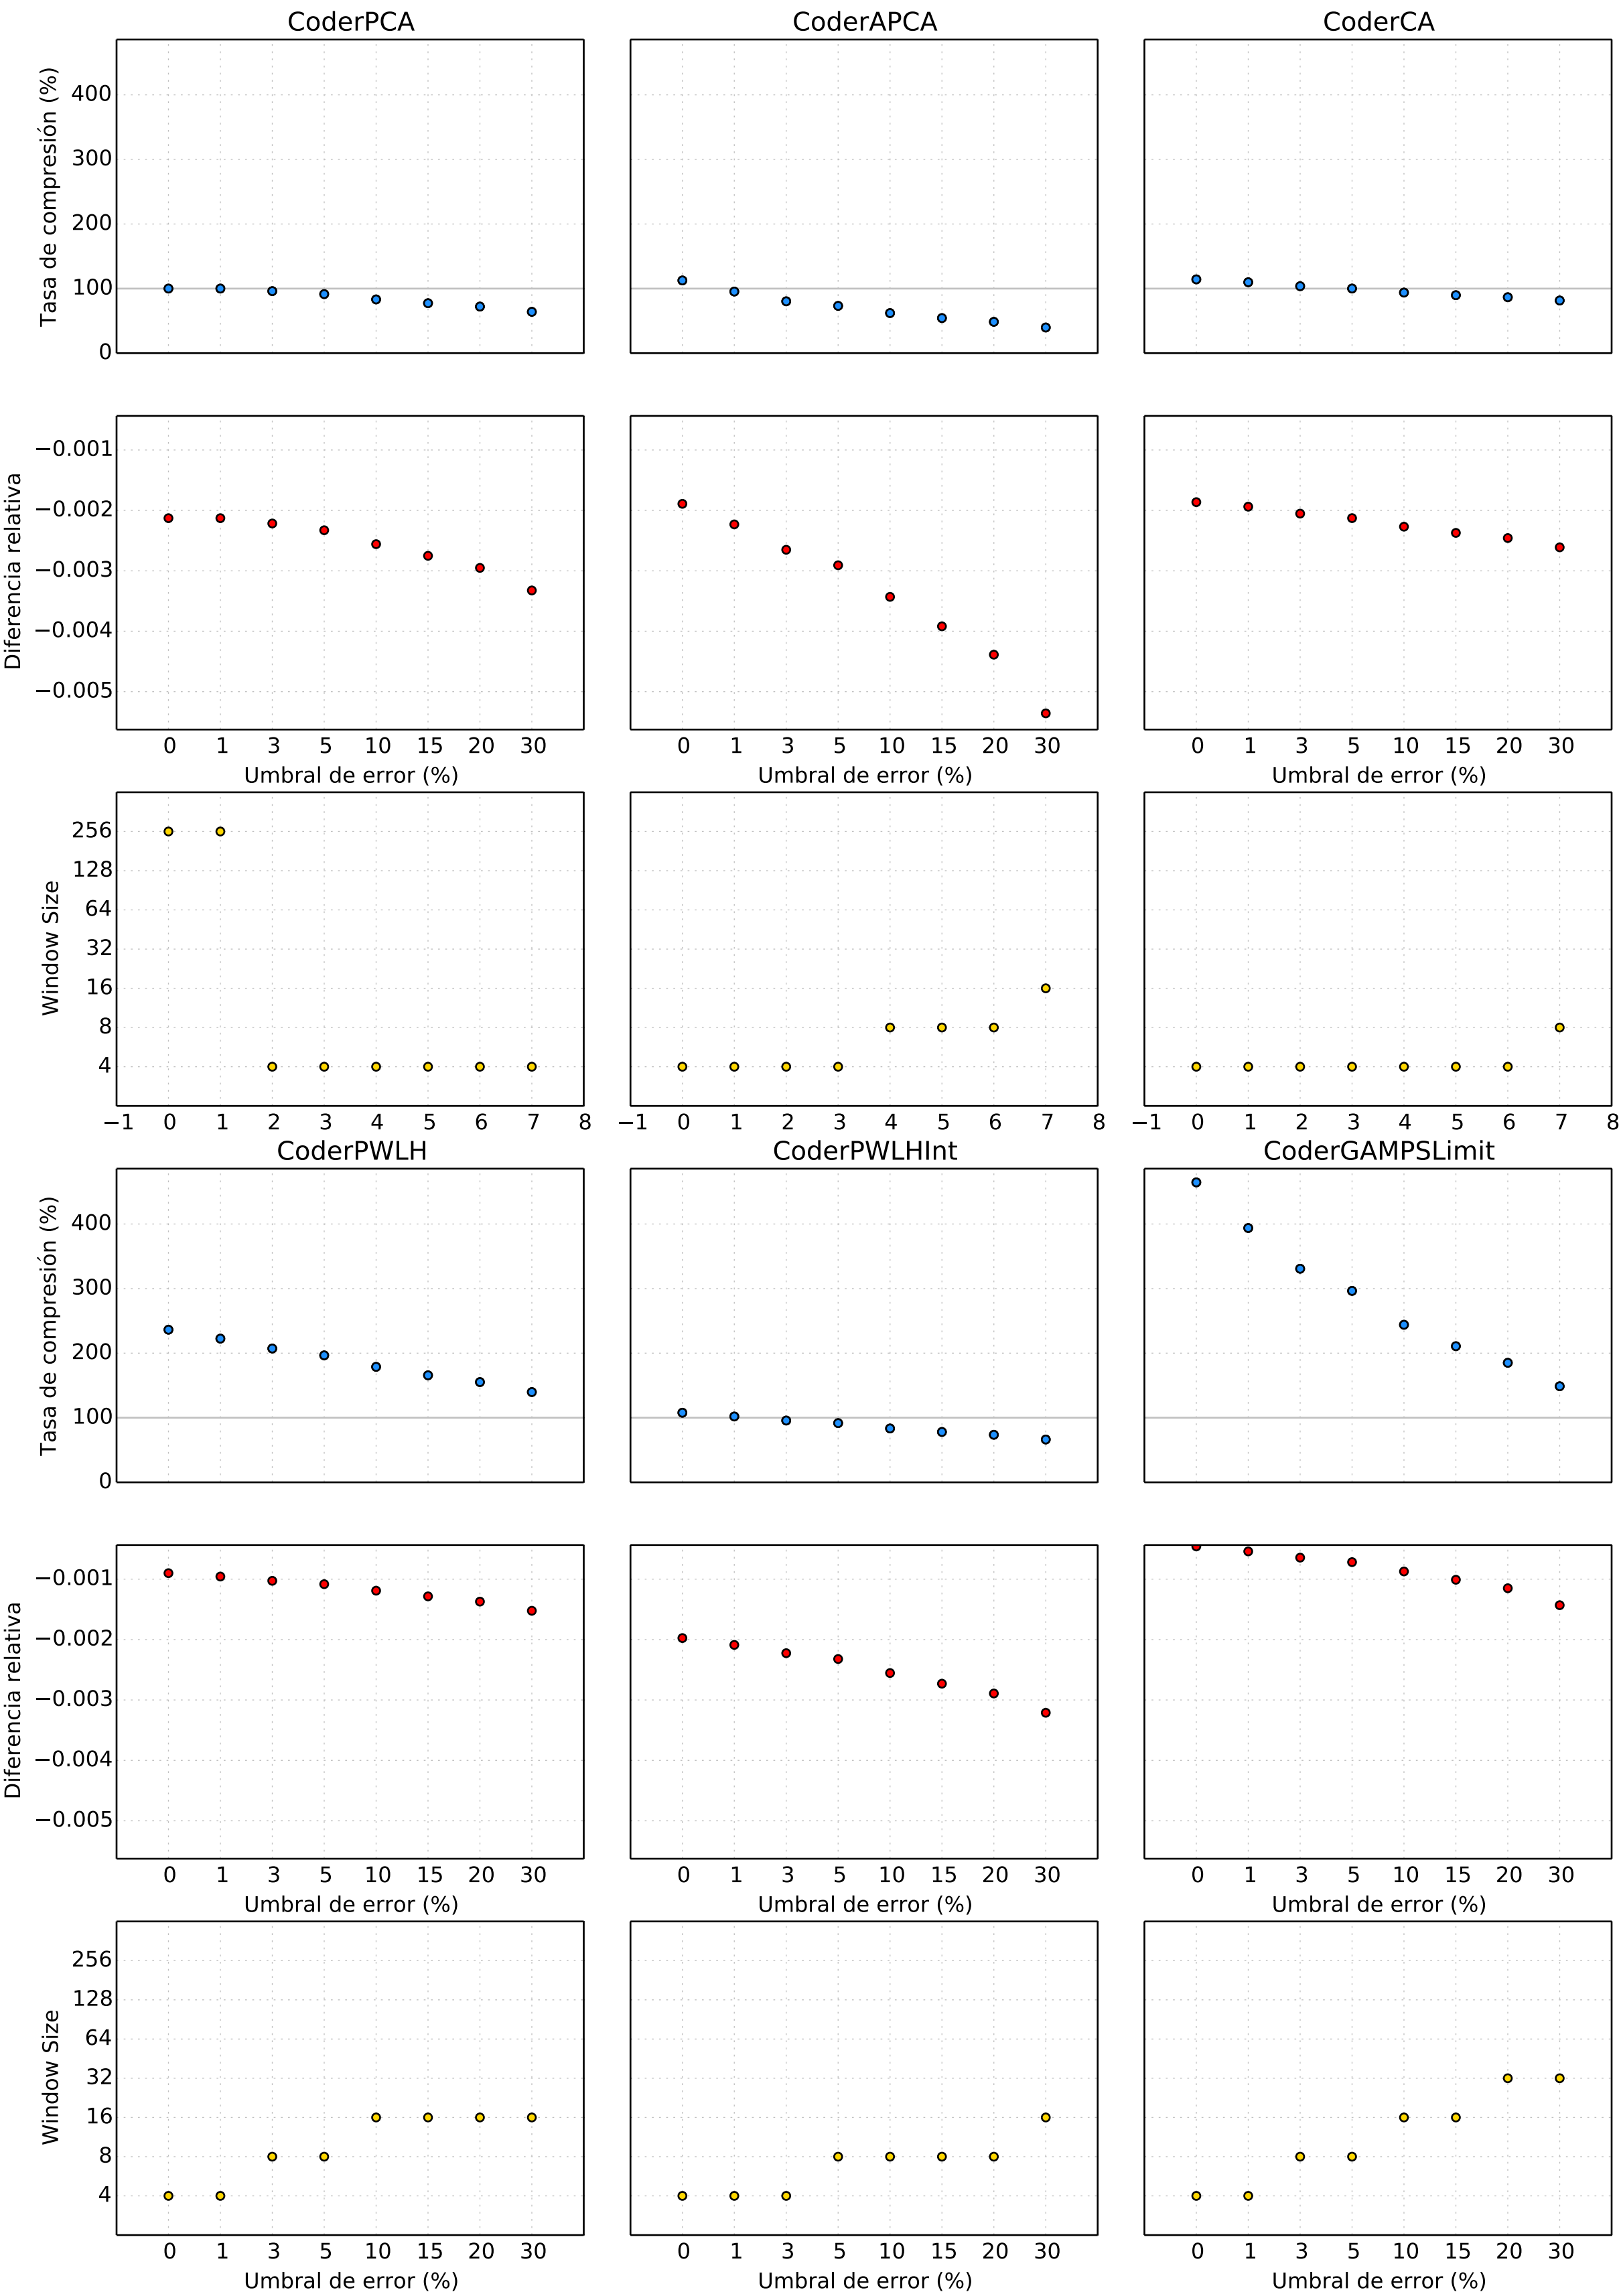 CoderPCA CoderAPCA CoderCA
Tasa de compresión (%)
400
300
200
100
0
Diferencia relativa
−0.001
−0.002
−0.003
−0.004
−0.005
0 1 3 5 10 15 20 30 0 1 3 5 10 15 20 30 0 1 3 5 10 15 20 30
Umbral de error (%) Umbral de error (%) Umbral de error (%)
Window Size
256
128
64
32
16
8
4
−1 0 1 2 3 4 5 6 7 8 −1 0 1 2 3 4 5 6 7 8 −1 0 1 2 3 4 5 6 7 8
CoderPWLH CoderPWLHInt CoderGAMPSLimit
Tasa de compresión (%)
400
300
200
100
0
Diferencia relativa
−0.001
−0.002
−0.003
−0.004
−0.005
0 1 3 5 10 15 20 30 0 1 3 5 10 15 20 30 0 1 3 5 10 15 20 30
Umbral de error (%) Umbral de error (%) Umbral de error (%)
Window Size
256
128
64
32
16
8
4
0 1 3 5 10 15 20 30 0 1 3 5 10 15 20 30 0 1 3 5 10 15 20 30
Umbral de error (%) Umbral de error (%) Umbral de error (%)